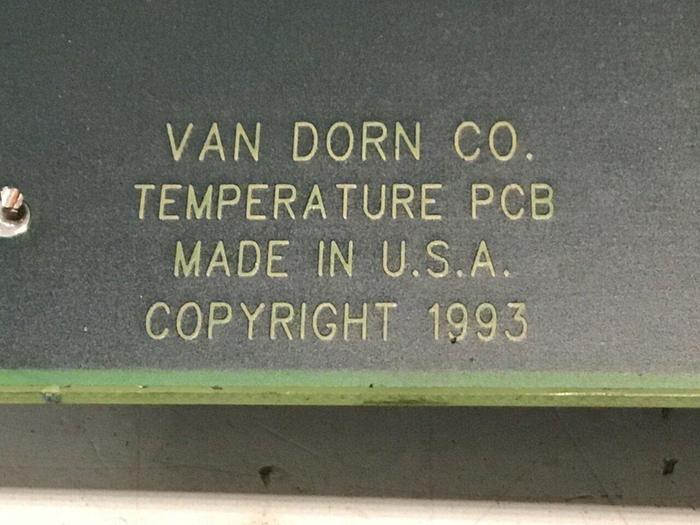 VAN DORN CO.
TEMPERATURE PCB
MADE IN U.S.A.
COPYRIGHT 1993